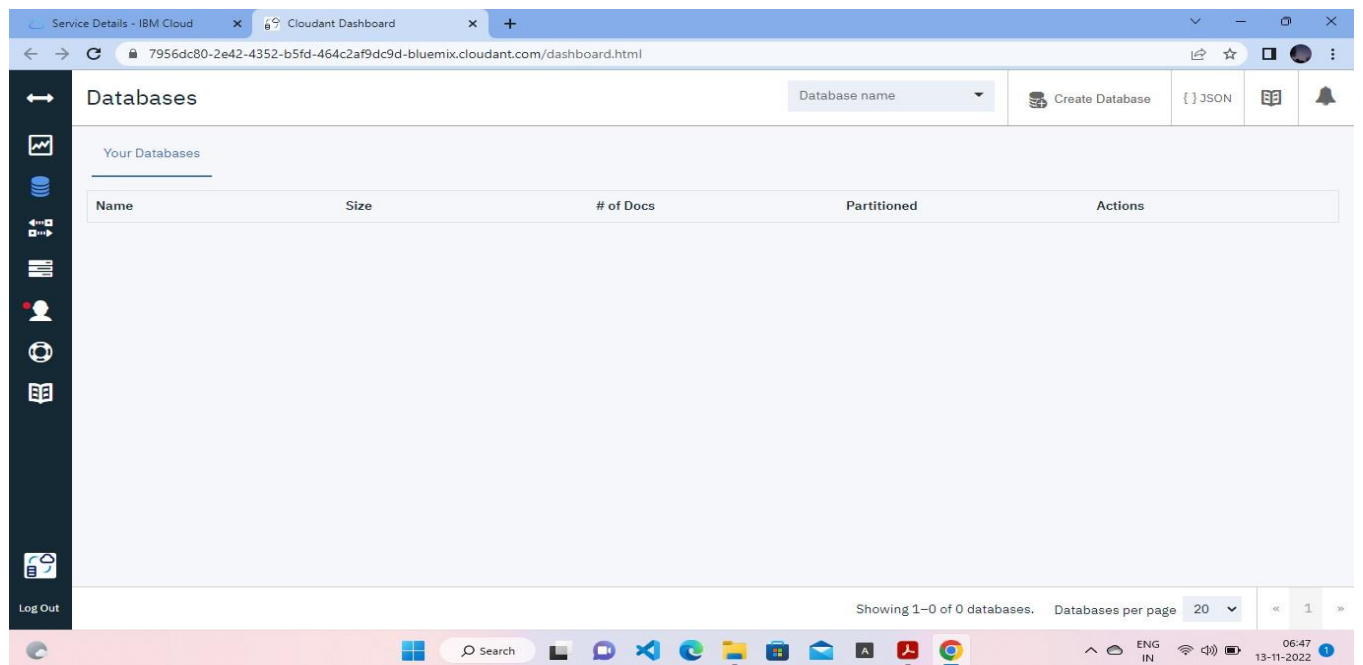 Service Details - IBM Cloud
Cloudant Dashboard
7956dc80-2e42-4352-b5fd-464c2af9dc9d-bluemix.cloudant.com/dashboard.html
Databases
Database name
Create Database
{ } JSON
Your Databases
Name Size # of Docs Partitioned Actions
Log Out
Showing 1–0 of 0 databases. Databases per page 20 « 1 »
Search
A
ENG
IN
06:47
13-11-2022
1